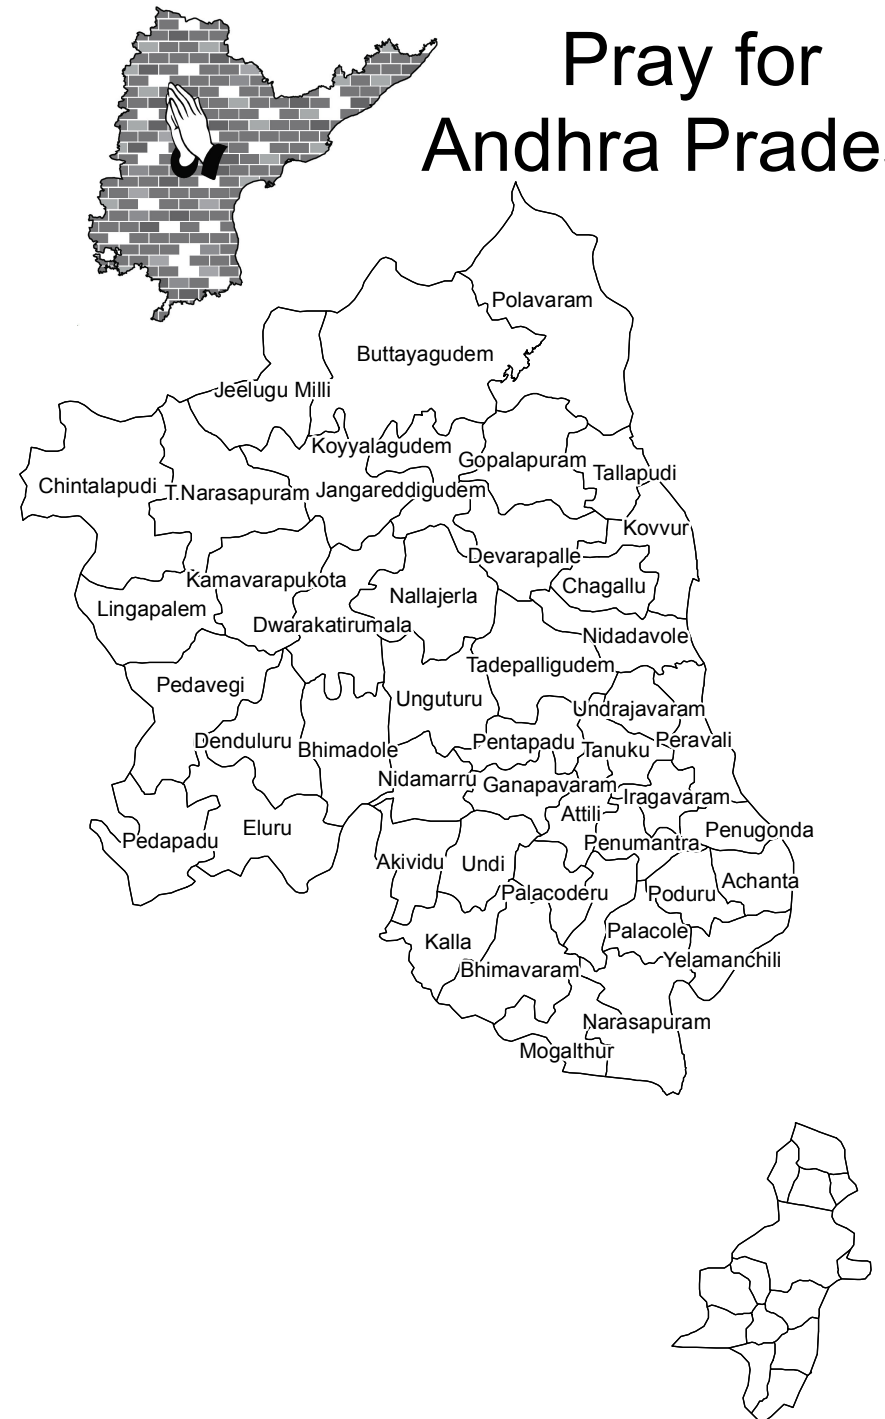 Pray for
Andhra Prades
Polavaram
Buttayagudem
Jeelugu Milli
Koyyalagudem
Gopalapuram
Tallapudi
Chintalapudi
T.Narasapuram
Jangareddigudem
Kovvur
Devarapalle
Kamavarapukota
Chagallu
Nallajerla
Lingapalem
Dwarakatirumala
Nidadavole
Tadepalligudem
Pedavegi
Unguturu
Undrajavaram
Denduluru
Bhimadole
Pentapadu
Tanuku
Peravali
Nidamarru
Ganapavaram
Iragavaram
Attili
Eluru
Pedapadu
Penumantra
Penugonda
Akividu
Undi
Palacoderu
Poduru
Achanta
Kalla
Palacole
Bhimavaram
Yelamanchili
Narasapuram
Mogalthur